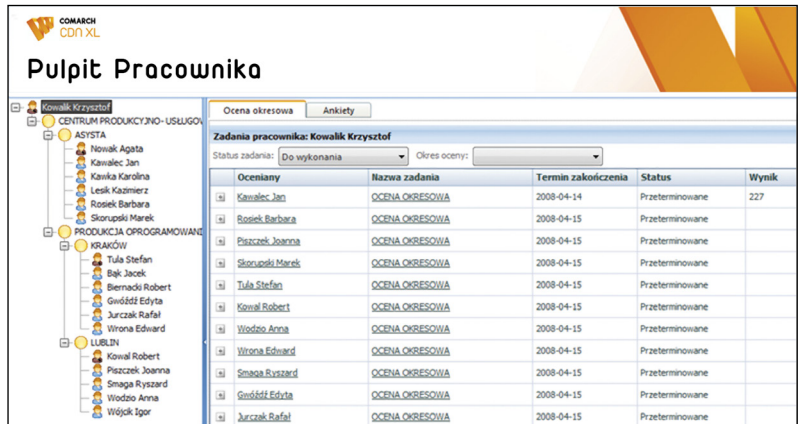 COMARCH
CDN XL
Pulpit Pracownika
Kowalik Krzysztof
CENTRUM PRODUKCYJNO-USŁUGOW
ASYSTA
Nowak Agata
Kawalec Jan
Kawka Karolina
Lesik Kazimierz
Rosiek Barbara
Skorupski Marek
PRODUKCJA OPROGRAMOWANI
KRAKÓW
Tula Stefan
Bąk Jacek
Biernacki Robert
Gwóźdź Edyta
Jurczak Rafał
Wrona Edward
LUBLIN
Kowal Robert
Piszczek Joanna
Smaga Ryszard
Wodzio Anna
Wójcik Igor
Ocena okresowa Ankiety
Zadania pracownika: Kowalik Krzysztof
Status zadania: Do wykonania Okres oceny:
Oceniany Nazwa zadania Termin zakończenia Status Wynik
Kawalec Jan OCENA OKRESOWA 2008-04-14 Przeterminowane 227
Rosiek Barbara OCENA OKRESOWA 2008-04-15 Przeterminowane
Piszczek Joanna OCENA OKRESOWA 2008-04-15 Przeterminowane
Skorupski Marek OCENA OKRESOWA 2008-04-15 Przeterminowane
Tula Stefan OCENA OKRESOWA 2008-04-15 Przeterminowane
Kowal Robert OCENA OKRESOWA 2008-04-15 Przeterminowane
Wodzio Anna OCENA OKRESOWA 2008-04-15 Przeterminowane
Wrona Edward OCENA OKRESOWA 2008-04-15 Przeterminowane
Smaga Ryszard OCENA OKRESOWA 2008-04-15 Przeterminowane
Gwóźdź Edyta OCENA OKRESOWA 2008-04-15 Przeterminowane
Jurczak Rafał OCENA OKRESOWA 2008-04-15 Przeterminowane